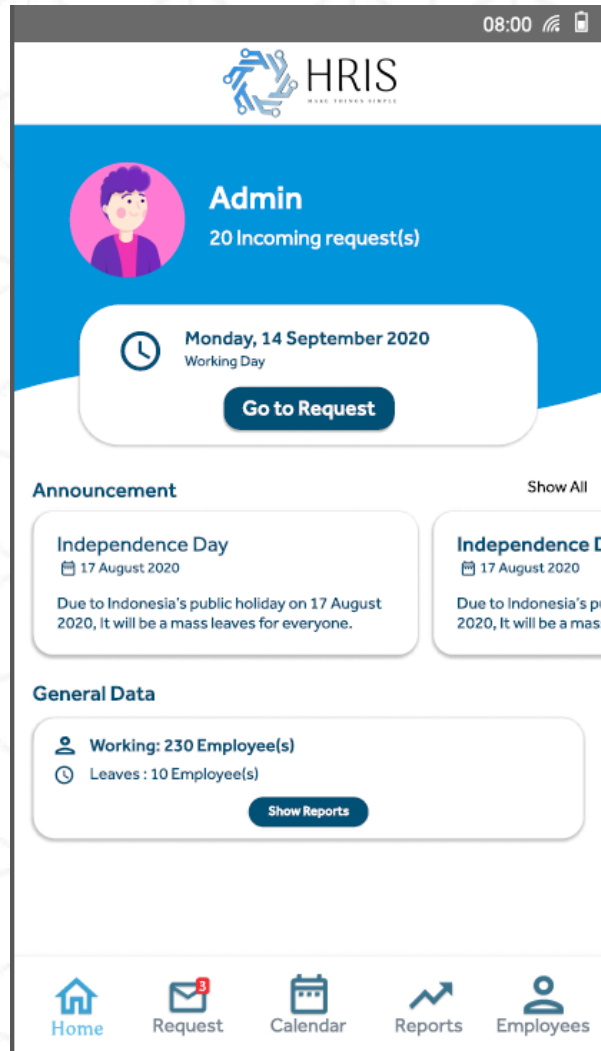 08:00
HRIS
MAKE THINGS SIMPLE
Admin
20 Incoming request(s)
Monday, 14 September 2020
Working Day
Go to Request
Announcement
Show All
Independence Day
17 August 2020
Due to Indonesia's public holiday on 17 August
2020, It will be a mass leaves for everyone.
Independence D
17 August 2020
Due to Indonesia's pu
2020, It will be a mass
General Data
Working: 230 Employee(s)
Leaves : 10 Employee(s)
Show Reports
3
Home
Request
Calendar
Reports
Employees